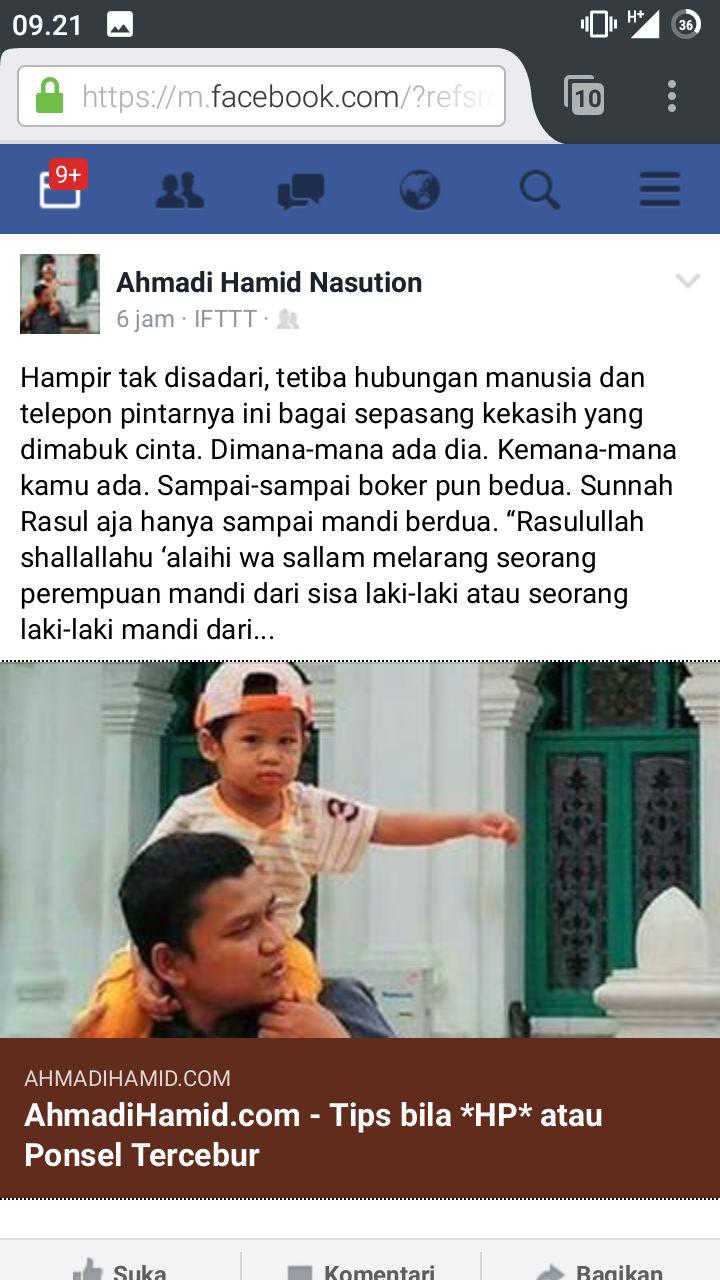 09.21
H+
36
https://m.facebook.com/?refsrc
10
9+
Ahmadi Hamid Nasution
6 jam · IFTTT ·
Hampir tak disadari, tetiba hubungan manusia dan
telepon pintarnya ini bagai sepasang kekasih yang
dimabuk cinta. Dimana-mana ada dia. Kemana-mana
kamu ada. Sampai-sampai boker pun bedua. Sunnah
Rasul aja hanya sampai mandi berdua. “Rasulullah
shallallahu ‘alaihi wa sallam melarang seorang
perempuan mandi dari sisa laki-laki atau seorang
laki-laki mandi dari...
3
AHMADIHAMID.COM
AhmadiHamid.com - Tips bila *HP* atau
Ponsel Tercebur
Suka
Komentari
Bagikan